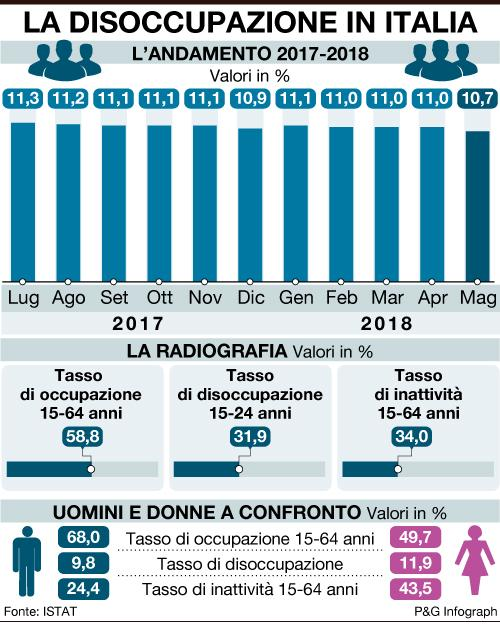 LA DISOCCUPAZIONE IN ITALIA
L'ANDAMENTO 2017-2018
Valori in %
11,3 11,2 11,1 11,1 11,1 10,9 11,1 11,0 11,0 11,0 10,7
Lug Ago Set Ott Nov Dic Gen Feb Mar Apr Mag
2017 2018
LA RADIOGRAFIA Valori in %
Tasso di occupazione 15-64 anni
58,8
Tasso di disoccupazione 15-24 anni
31,9
Tasso di inattività 15-64 anni
34,0
UOMINI E DONNE A CONFRONTO Valori in %
68,0 Tasso di occupazione 15-64 anni 49,7
9,8 Tasso di disoccupazione 11,9
24,4 Tasso di inattività 15-64 anni 43,5
Fonte: ISTAT P&G Infograph